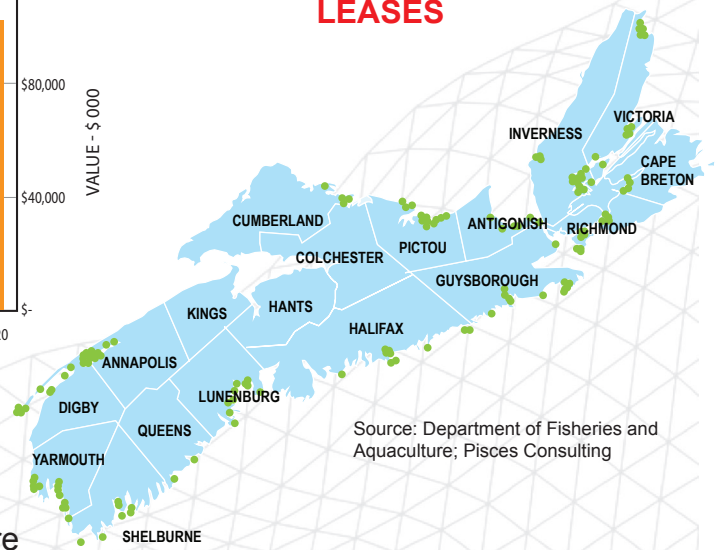 LEASES
$80,000
VALUE - $ 000
$40,000
$-
VICTORIA
INVERNESS
CAPE
BRETON
CUMBERLAND
ANTIGONISH
RICHMOND
PICTOU
COLCHESTER
GUYSBOROUGH
KINGS
HANTS
HALIFAX
ANNAPOLIS
LUNENBURG
DIGBY
QUEENS
YARMOUTH
SHELBURNE
Source: Department of Fisheries and
Aquaculture; Pisces Consulting